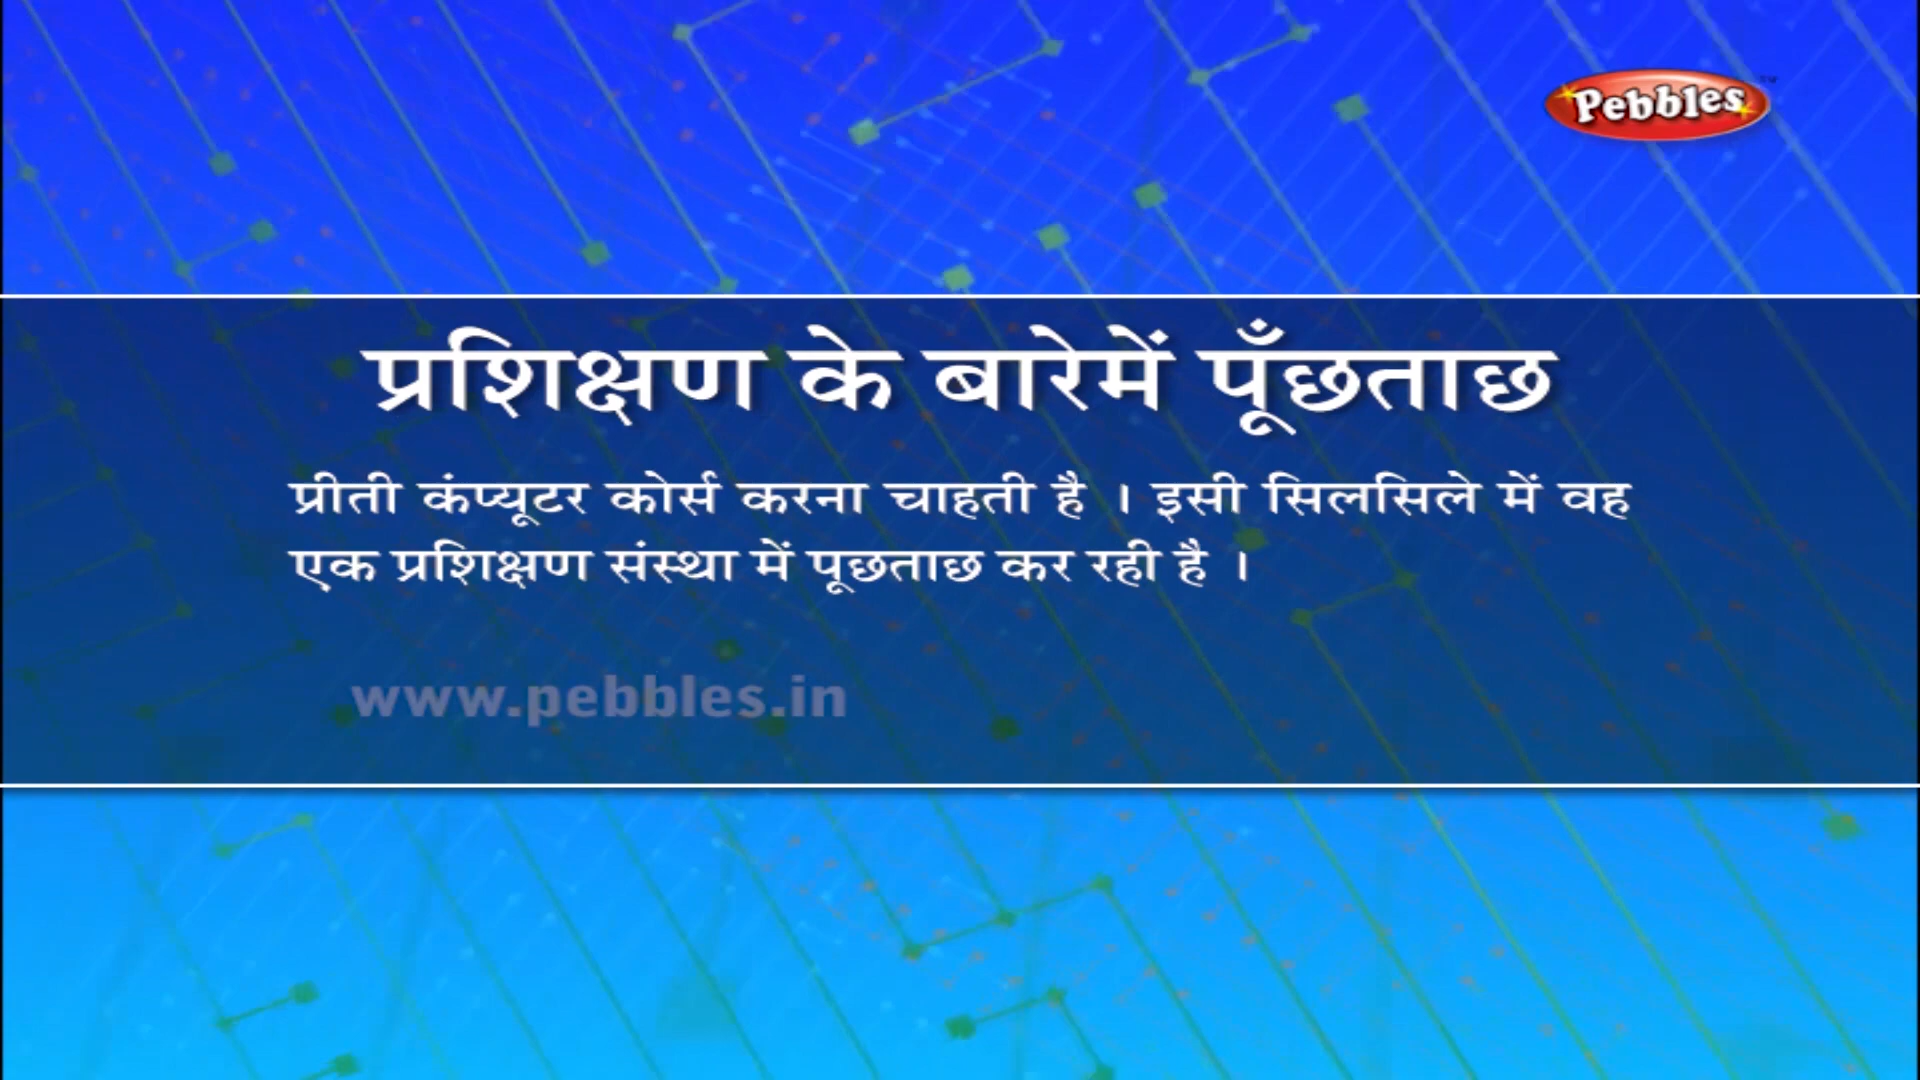 Pebbles
प्रशिक्षण के बारेमें पूँछताछ
प्रीती कंप्यूटर कोर्स करना चाहती है । इसी सिलसिले में वह
एक प्रशिक्षण संस्था में पूछताछ कर रही है ।
www.pebbles.in